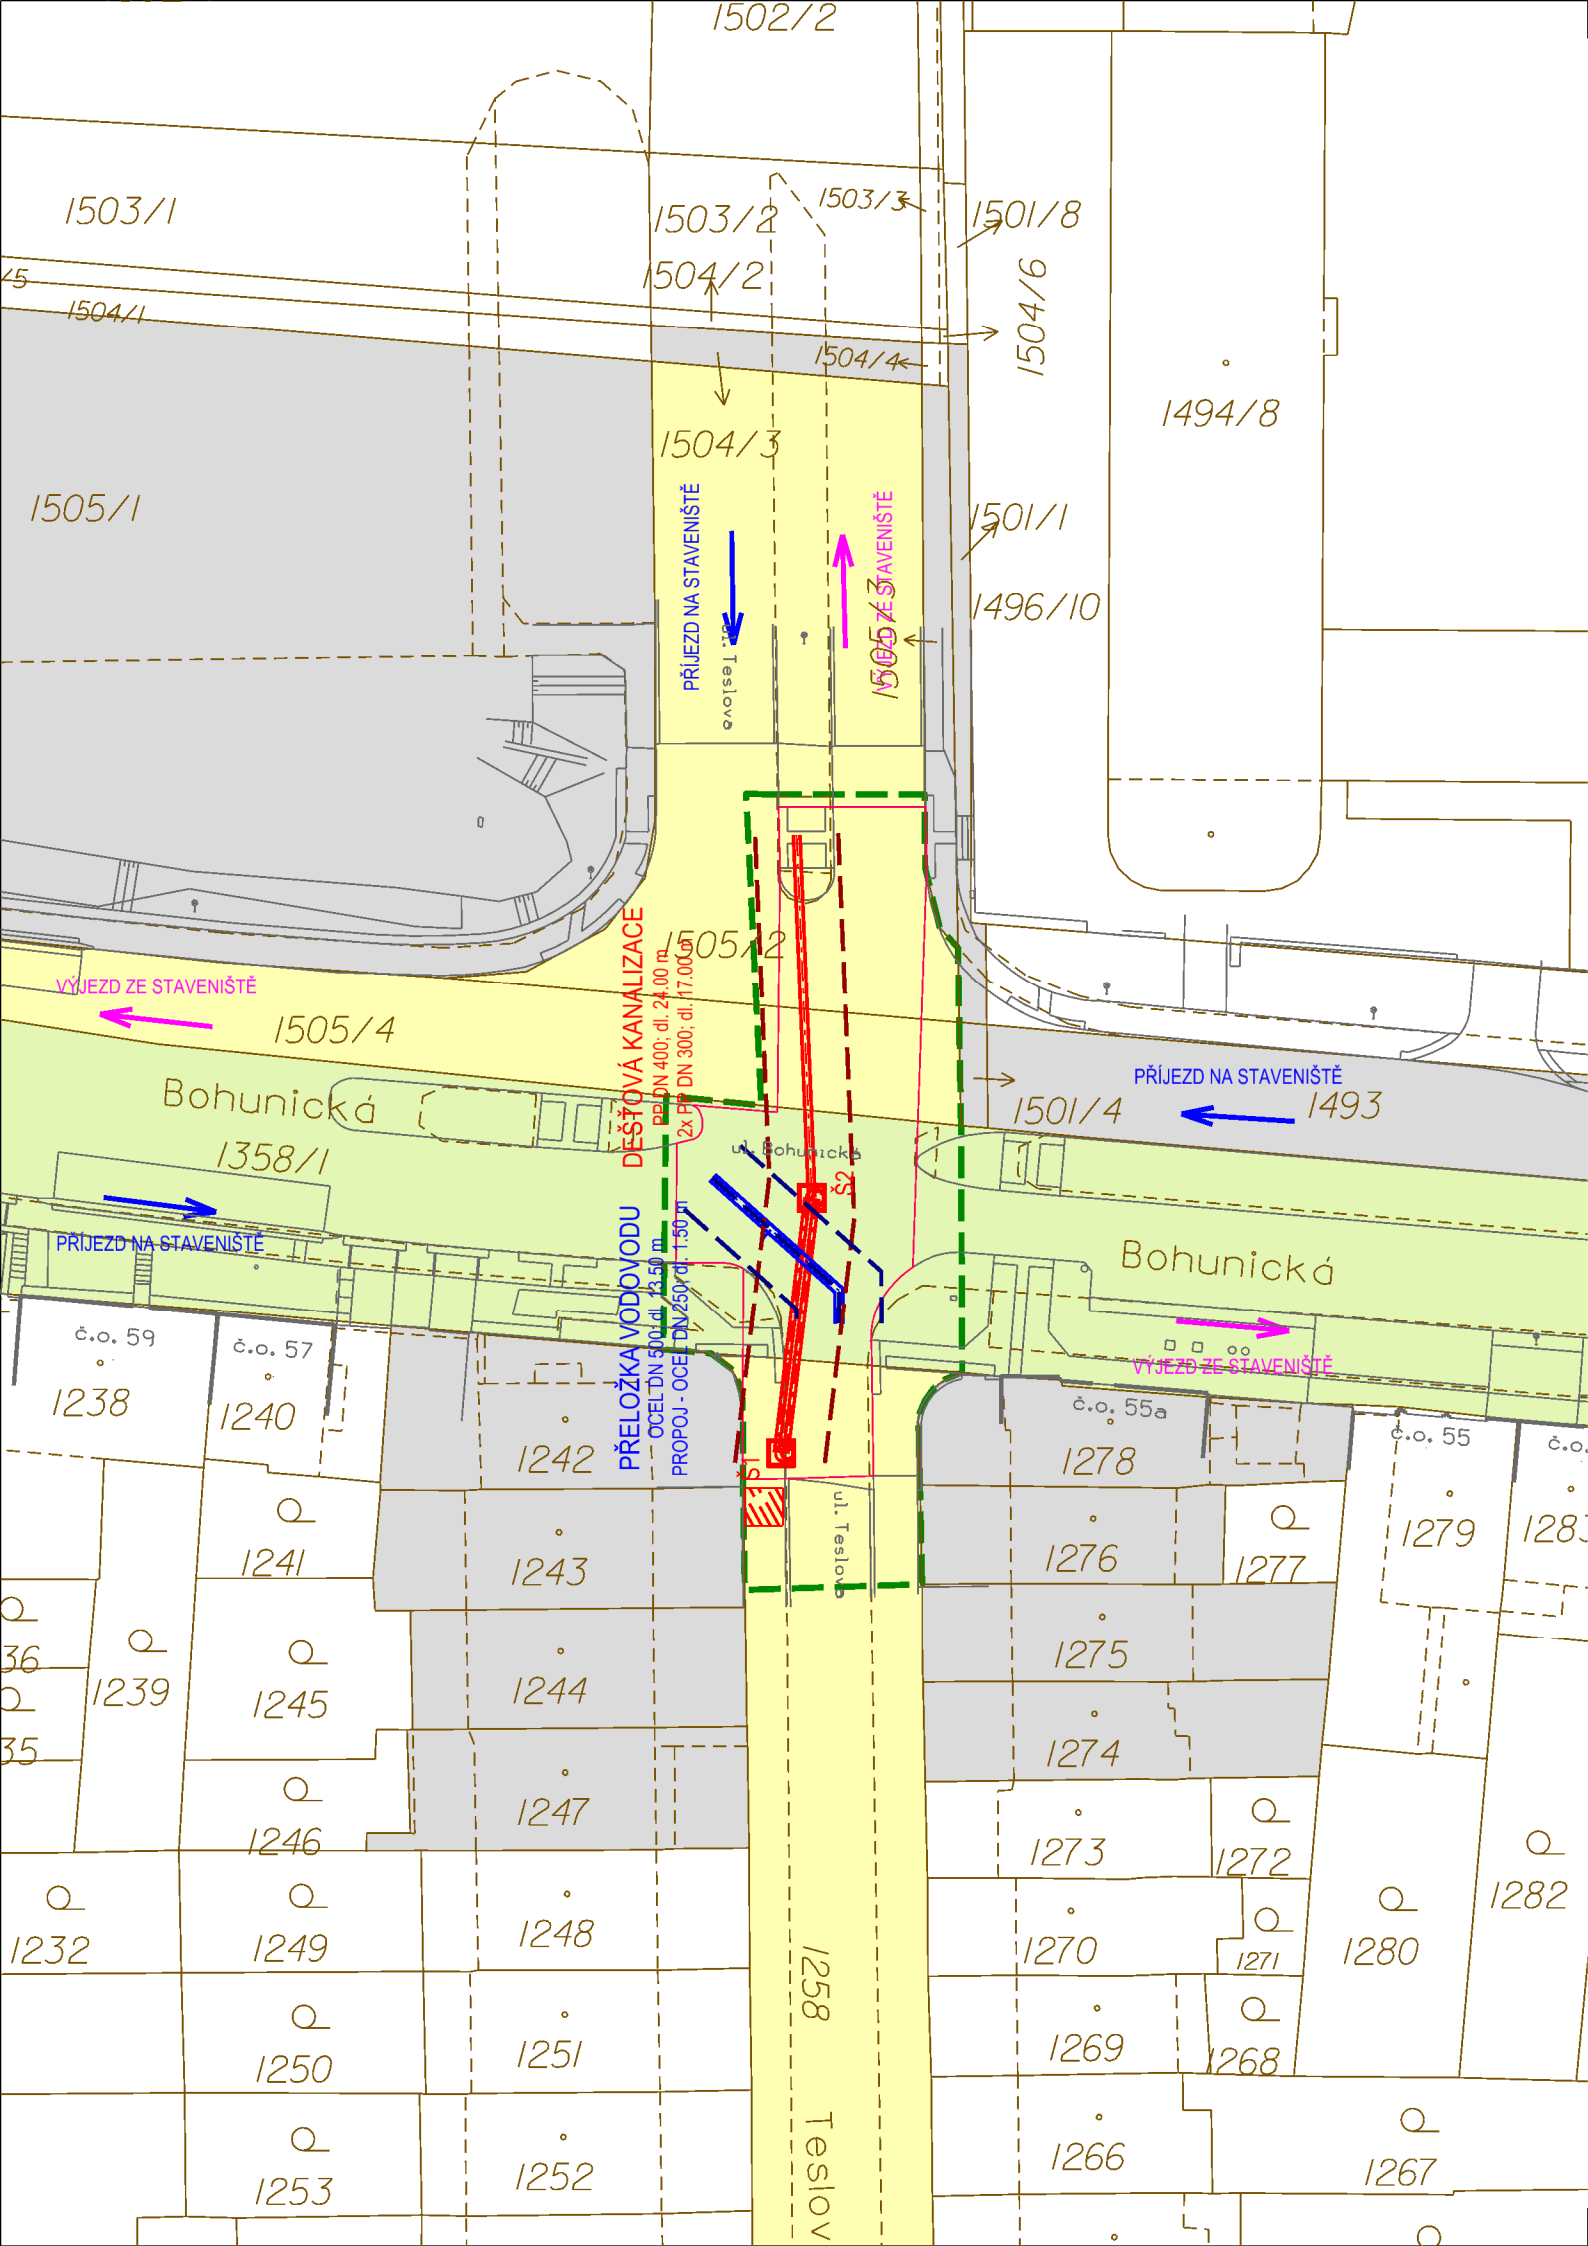 1502/2
1503/1
1503/2
1503/3
1501/8
1504/2
1504/6
/5
1504/1
1504/4
1494/8
1504/3
1505/1
PŘÍJEZD NA STAVENIŠTĚ
VÝJEZD ZE STAVENIŠTĚ
1501/1
1496/10
1505/3
ul. Teslova
1505/2
VÝJEZD ZE STAVENIŠTĚ
1505/4
DEŠŤOVÁ KANALIZACE
PP DN 400; dl. 24.00 m
2x PP DN 300; dl. 17.00 m
PŘÍJEZD NA STAVENIŠTĚ
1501/4
1493
Bohunická
1358/1
ul. Bohunická
Š2
PŘÍJEZD NA STAVENIŠTĚ
Bohunická
PŘELOŽKA VODOVODU
OCEL DN 500; dl. 13.50 m
PROPOJ - OCEL DN 250; dl. 1.50 m
VÝJEZD ZE STAVENIŠTĚ
č.o. 59
č.o. 57
č.o. 55a
č.o. 55
č.o.
1238
1240
1242
Š1
1278
1241
1243
ul. Teslova
1276
1277
1279
1283
36
1239
1245
1244
1275
35
1274
1246
1247
1273
1272
1232
1249
1248
1258
1270
1271
1280
1282
1250
1251
1269
1268
1253
1252
Teslov
1266
1267